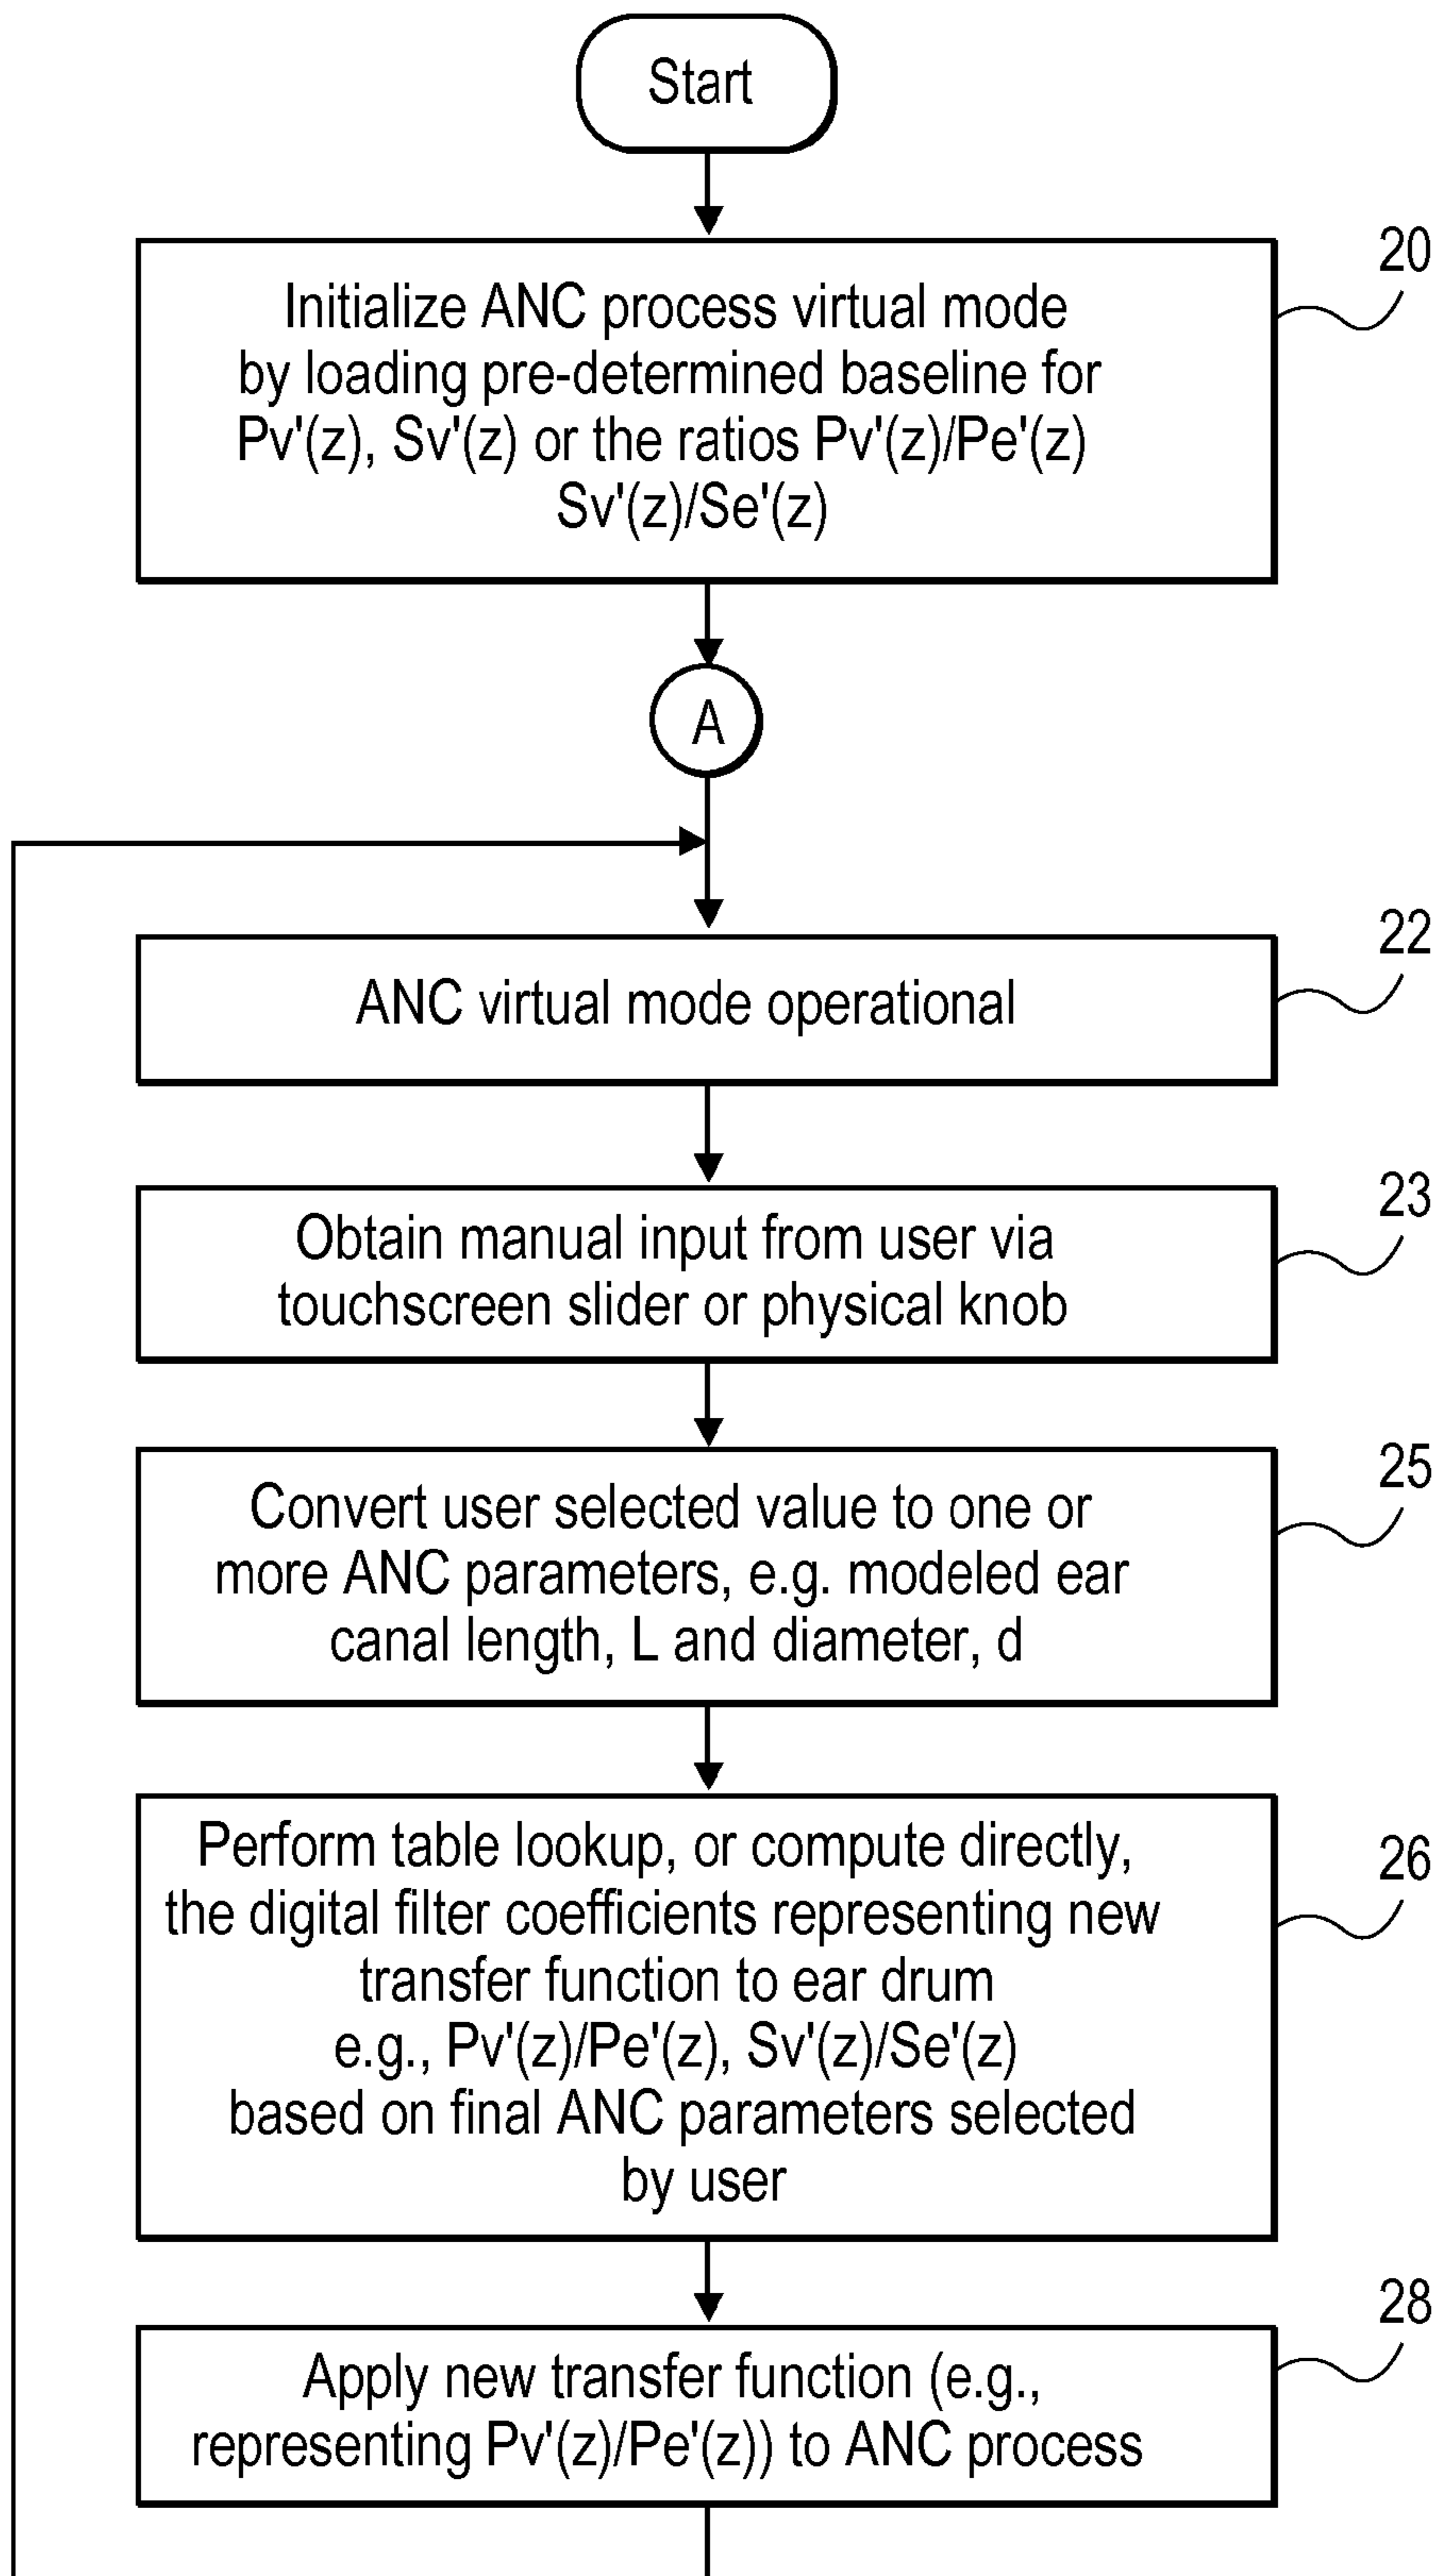 Start
20
Initialize ANC process virtual mode
by loading pre-determined baseline for
Pv'(z), Sv'(z) or the ratios Pv'(z)/Pe'(z)
Sv'(z)/Se'(z)
A
22
ANC virtual mode operational
23
Obtain manual input from user via
touchscreen slider or physical knob
25
Convert user selected value to one or
more ANC parameters, e.g. modeled ear
canal length, L and diameter, d
26
Perform table lookup, or compute directly,
the digital filter coefficients representing new
transfer function to ear drum
e.g., Pv'(z)/Pe'(z), Sv'(z)/Se'(z)
based on final ANC parameters selected
by user
28
Apply new transfer function (e.g.,
representing Pv'(z)/Pe'(z)) to ANC process